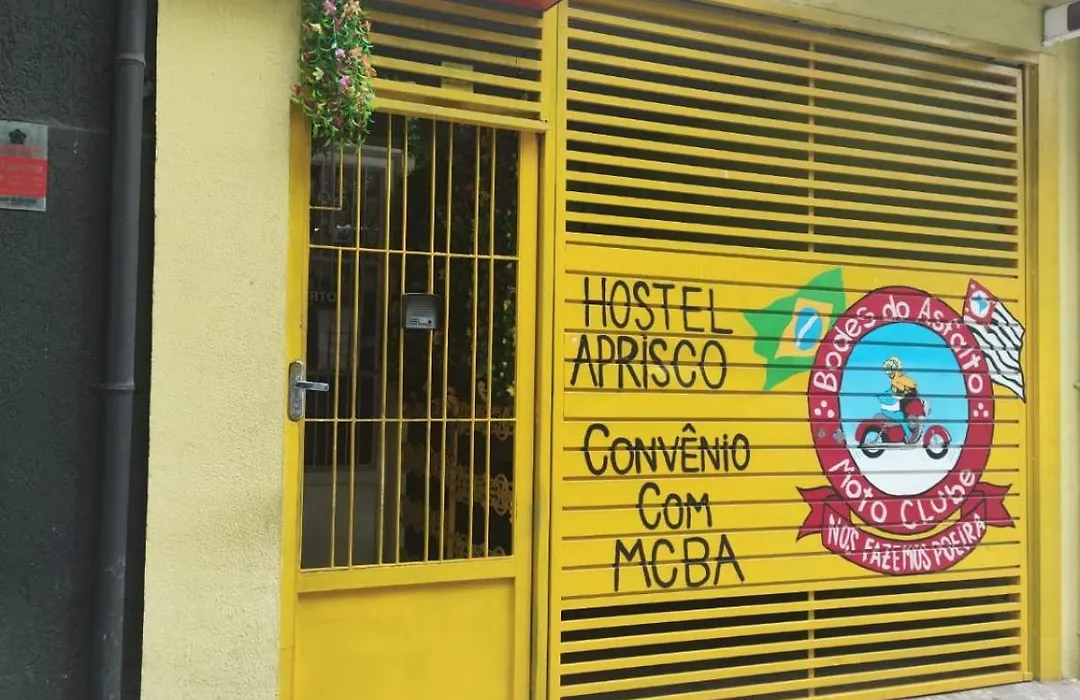 HOSTEL
APRISCO
CONVÊNIO
COM
MCBA
Bodes do Asfalto
Moto Clube
NÓS FAZEMOS POEIRA